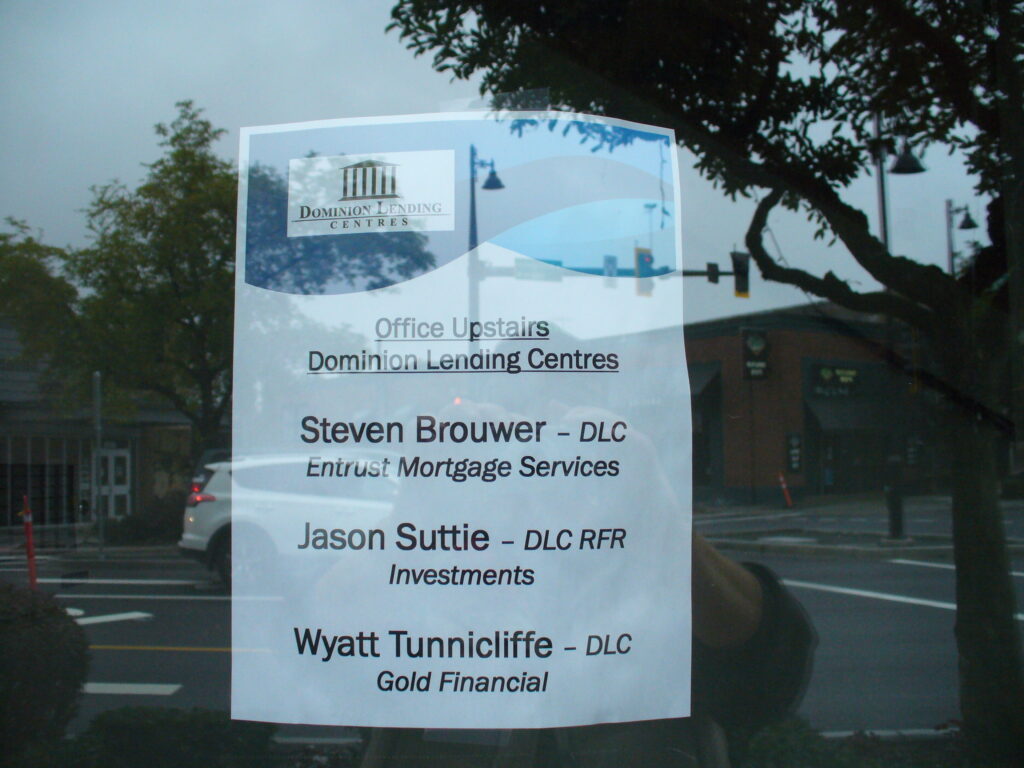 DOMINION LENDING
CENTRES
Office Upstairs
Dominion Lending Centres
Steven Brouwer – DLC
Entrust Mortgage Services
Jason Suttie – DLC RFR
Investments
Wyatt Tunnicliffe – DLC
Gold Financial